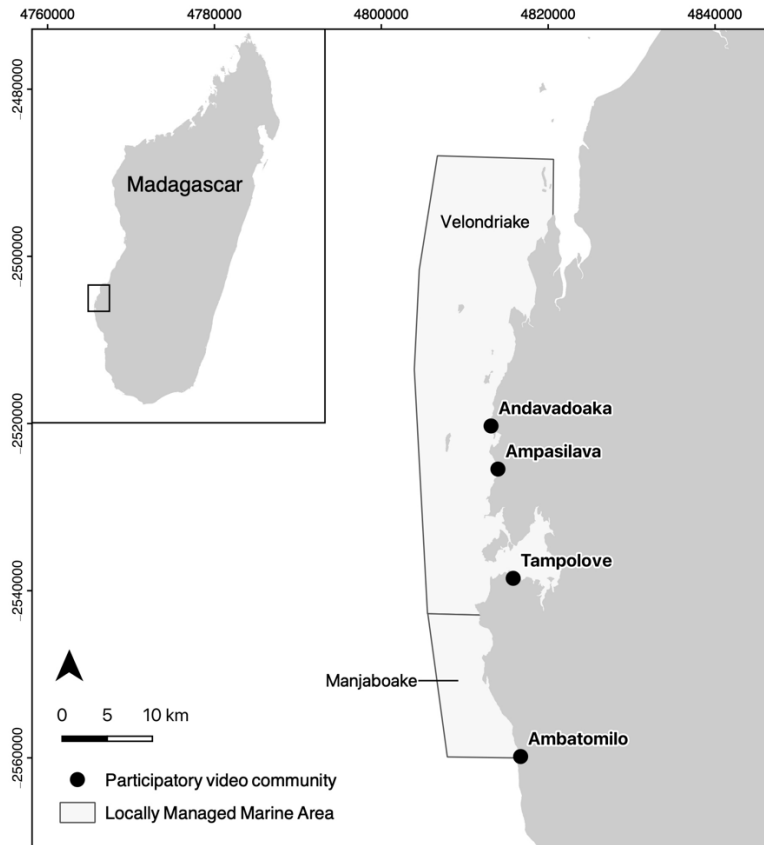 4760000
4780000
4800000
4820000
4840000
-2480000
-2500000
-2520000
-2540000
-2560000
Madagascar
Velondriake
Andavadoaka
Ampasilava
Tampolove
Manjaboake
Ambatomilo
0 5 10 km
Participatory video community
Locally Managed Marine Area